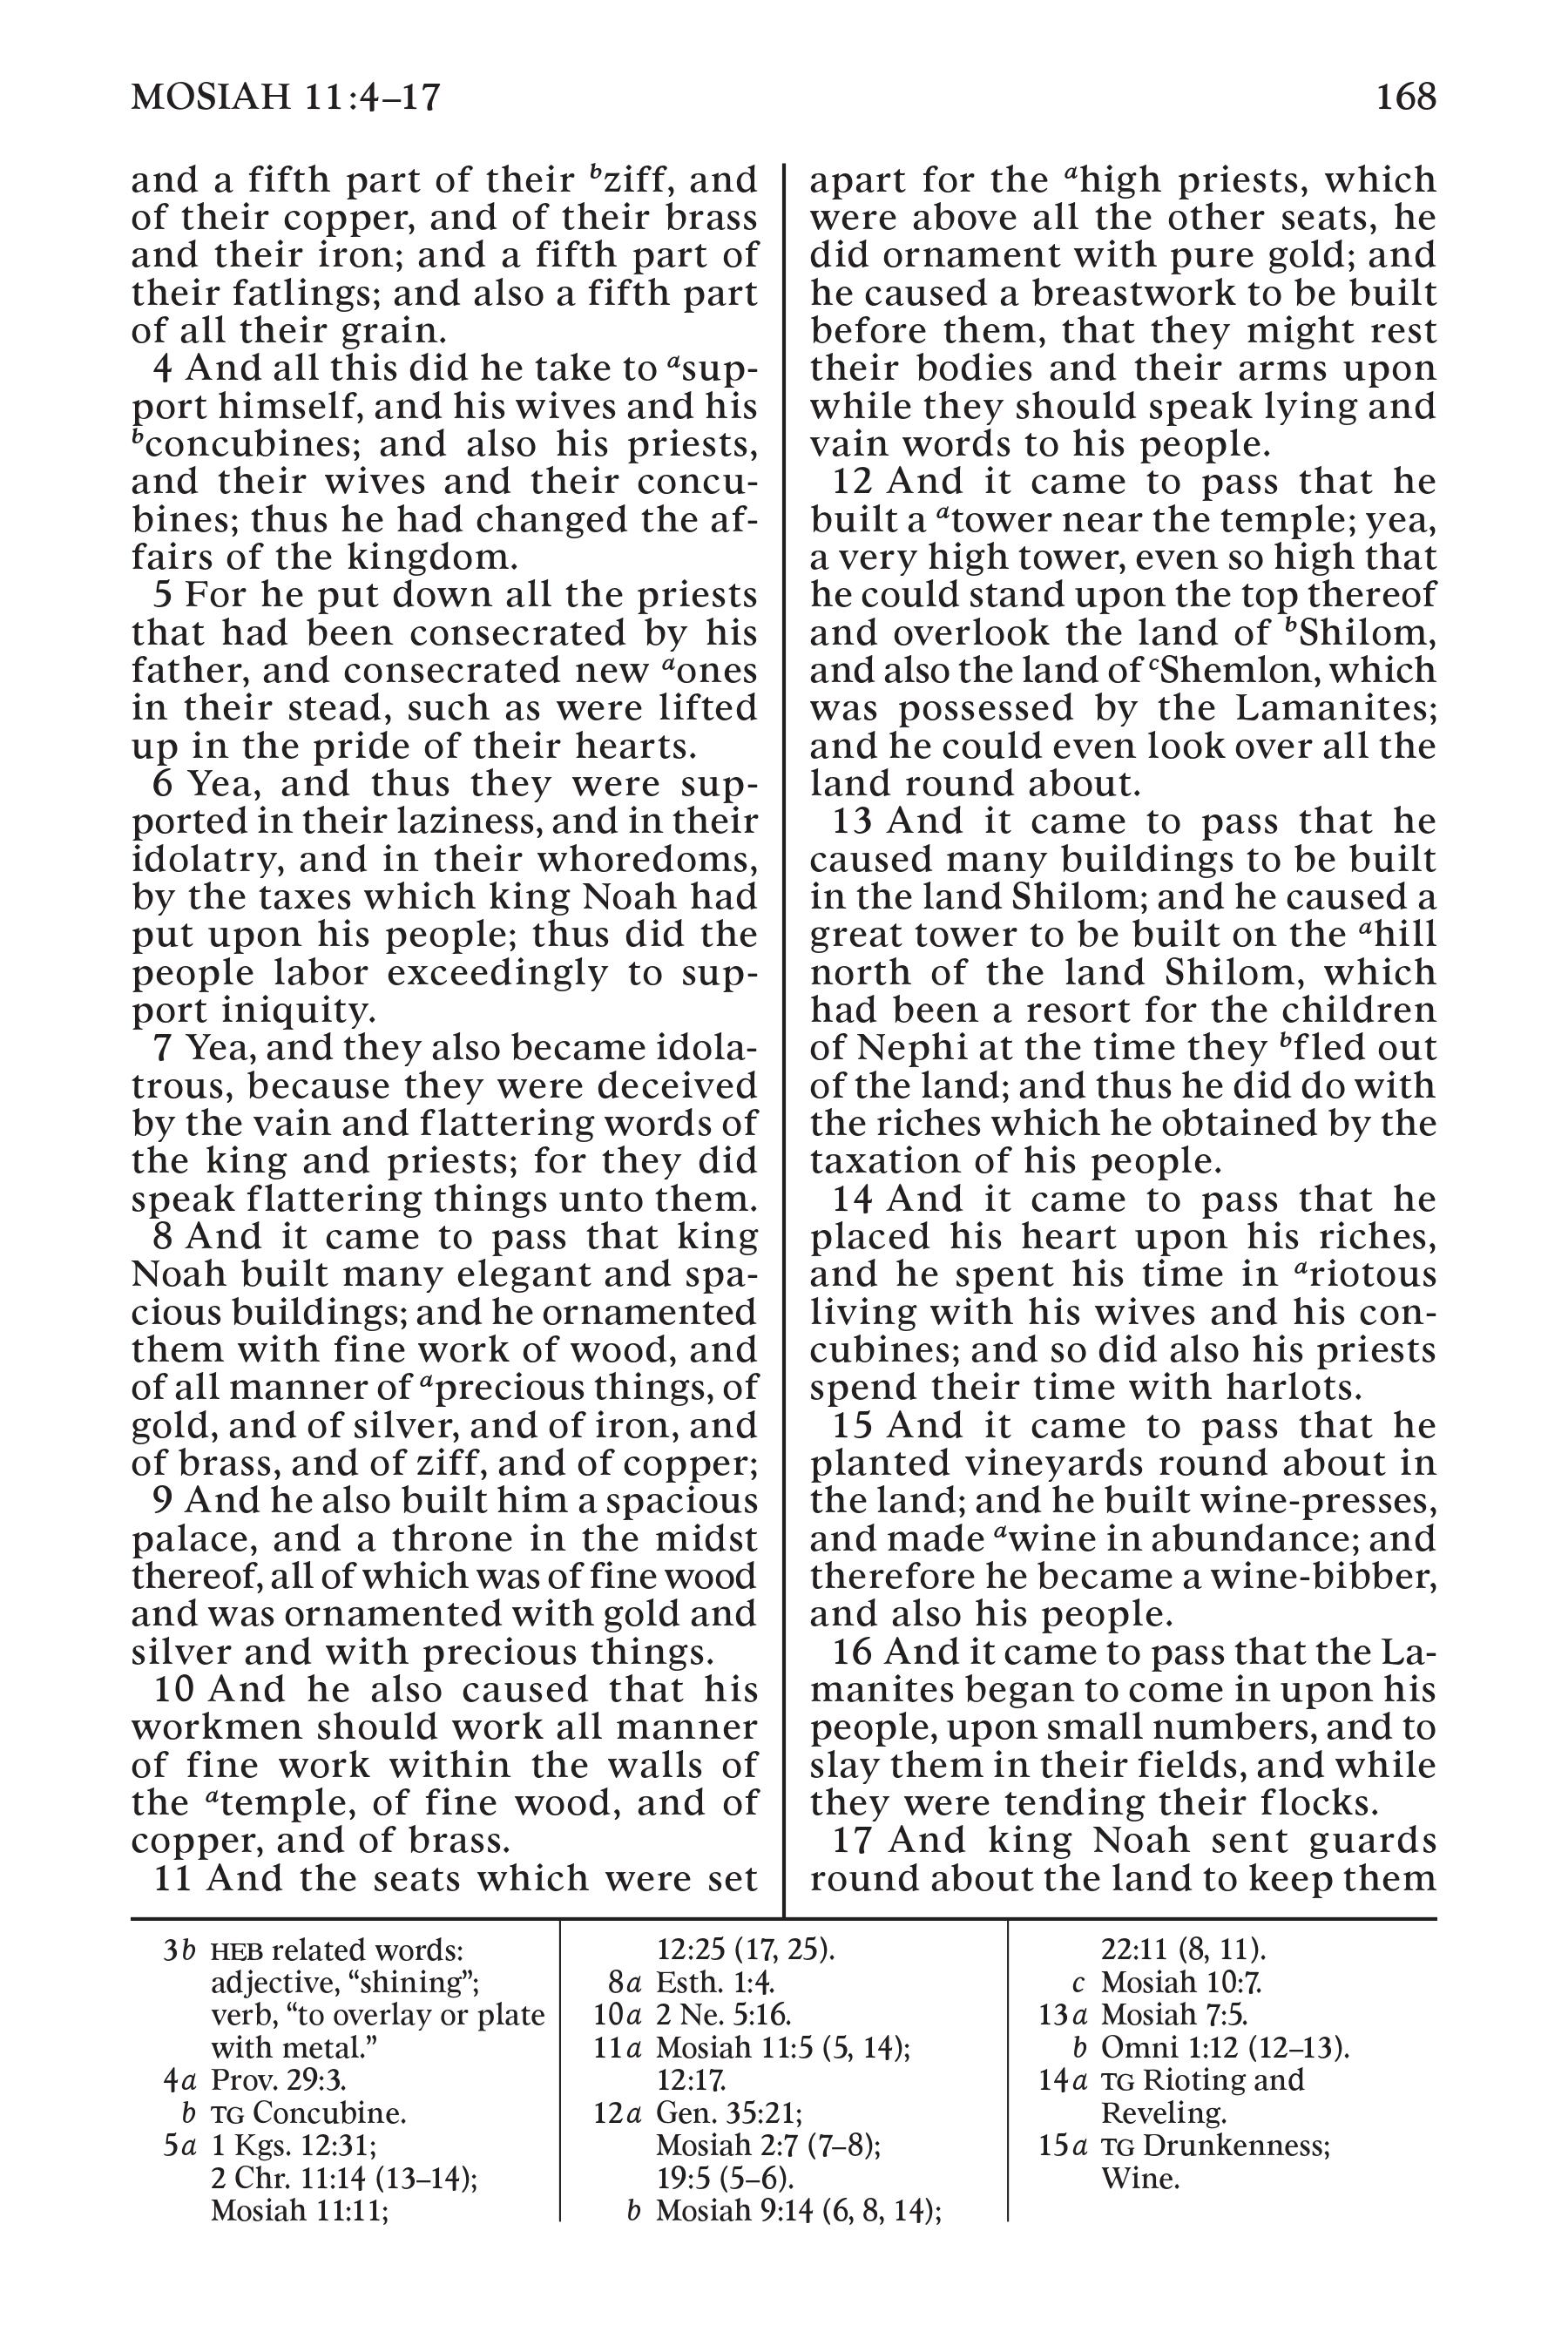 MOSIAH 11:4–17
168
and a fifth part of their bziff, and
of their copper, and of their brass
and their iron; and a fifth part of
their fatlings; and also a fifth part
of all their grain.
4 And all this did he take to asup-
port himself, and his wives and his
bconcubines; and also his priests,
and their wives and their concu-
bines; thus he had changed the af-
fairs of the kingdom.
5 For he put down all the priests
that had been consecrated by his
father, and consecrated new aones
in their stead, such as were lifted
up in the pride of their hearts.
6 Yea, and thus they were sup-
ported in their laziness, and in their
idolatry, and in their whoredoms,
by the taxes which king Noah had
put upon his people; thus did the
people labor exceedingly to sup-
port iniquity.
7 Yea, and they also became idola-
trous, because they were deceived
by the vain and flattering words of
the king and priests; for they did
speak flattering things unto them.
8 And it came to pass that king
Noah built many elegant and spa-
cious buildings; and he ornamented
them with fine work of wood, and
of all manner of aprecious things, of
gold, and of silver, and of iron, and
of brass, and of ziff, and of copper;
9 And he also built him a spacious
palace, and a throne in the midst
thereof, all of which was of fine wood
and was ornamented with gold and
silver and with precious things.
10 And he also caused that his
workmen should work all manner
of fine work within the walls of
the atemple, of fine wood, and of
copper, and of brass.
11 And the seats which were set
apart for the ahigh priests, which
were above all the other seats, he
did ornament with pure gold; and
he caused a breastwork to be built
before them, that they might rest
their bodies and their arms upon
while they should speak lying and
vain words to his people.
12 And it came to pass that he
built a atower near the temple; yea,
a very high tower, even so high that
he could stand upon the top thereof
and overlook the land of bShilom,
and also the land of cShemlon, which
was possessed by the Lamanites;
and he could even look over all the
land round about.
13 And it came to pass that he
caused many buildings to be built
in the land Shilom; and he caused a
great tower to be built on the ahill
north of the land Shilom, which
had been a resort for the children
of Nephi at the time they bfled out
of the land; and thus he did do with
the riches which he obtained by the
taxation of his people.
14 And it came to pass that he
placed his heart upon his riches,
and he spent his time in ariotous
living with his wives and his con-
cubines; and so did also his priests
spend their time with harlots.
15 And it came to pass that he
planted vineyards round about in
the land; and he built wine-presses,
and made awine in abundance; and
therefore he became a wine-bibber,
and also his people.
16 And it came to pass that the La-
manites began to come in upon his
people, upon small numbers, and to
slay them in their fields, and while
they were tending their flocks.
17 And king Noah sent guards
round about the land to keep them
3b HEB related words:
adjective, “shining”;
verb, “to overlay or plate
with metal.”
4a Prov. 29:3.
b TG Concubine.
5a 1 Kgs. 12:31;
2 Chr. 11:14 (13–14);
Mosiah 11:11;
12:25 (17, 25).
8a Esth. 1:4.
10a 2 Ne. 5:16.
11a Mosiah 11:5 (5, 14);
12:17.
12a Gen. 35:21;
Mosiah 2:7 (7–8);
19:5 (5–6).
b Mosiah 9:14 (6, 8, 14);
22:11 (8, 11).
c Mosiah 10:7.
13a Mosiah 7:5.
b Omni 1:12 (12–13).
14a TG Rioting and
Reveling.
15a TG Drunkenness;
Wine.